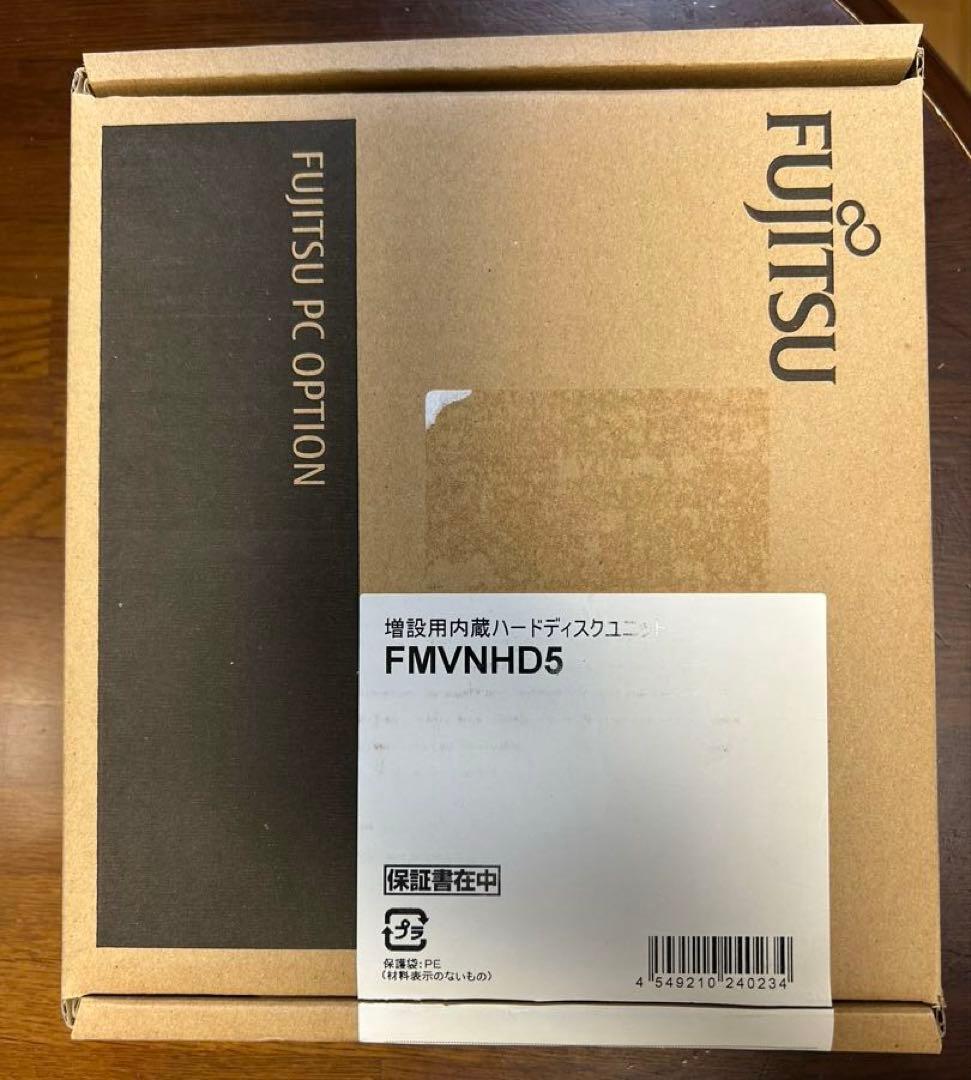 FUJITSU
FUJITSU PC OPTION
増設用内蔵ハードディスクユニット
FMVNHD5
保証書在中
プラ
保護袋:PE
(材料表示のないもの)
4 549210 240234